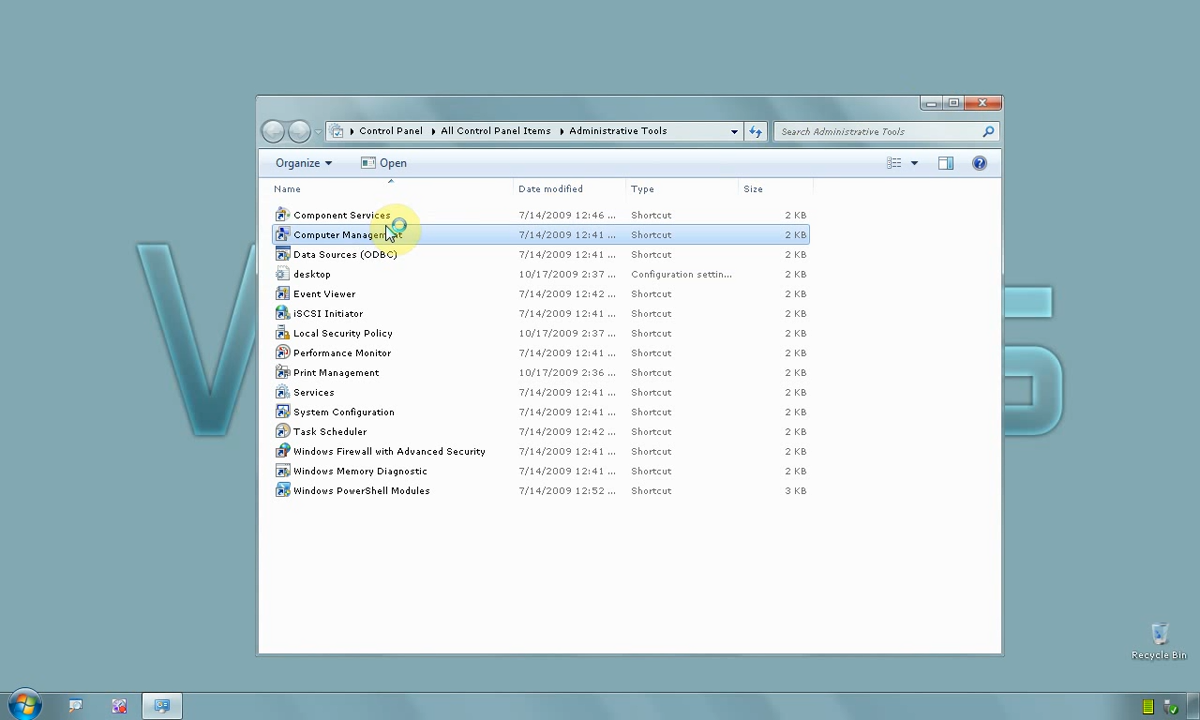 Control Panel All Control Panel Items Administrative Tools Search Administrative Tools
Organize Open
Name Date modified Type Size
Component Services 7/14/2009 12:46 ... Shortcut 2 KB
Computer Management 7/14/2009 12:41 ... Shortcut 2 KB
Data Sources (ODBC) 7/14/2009 12:41 ... Shortcut 2 KB
desktop 10/17/2009 2:37 ... Configuration settin... 2 KB
Event Viewer 7/14/2009 12:42 ... Shortcut 2 KB
iSCSI Initiator 7/14/2009 12:41 ... Shortcut 2 KB
Local Security Policy 10/17/2009 2:37 ... Shortcut 2 KB
Performance Monitor 7/14/2009 12:41 ... Shortcut 2 KB
Print Management 10/17/2009 2:36 ... Shortcut 2 KB
Services 7/14/2009 12:41 ... Shortcut 2 KB
System Configuration 7/14/2009 12:41 ... Shortcut 2 KB
Task Scheduler 7/14/2009 12:42 ... Shortcut 2 KB
Windows Firewall with Advanced Security 7/14/2009 12:41 ... Shortcut 2 KB
Windows Memory Diagnostic 7/14/2009 12:41 ... Shortcut 2 KB
Windows PowerShell Modules 7/14/2009 12:52 ... Shortcut 3 KB
Recycle Bin